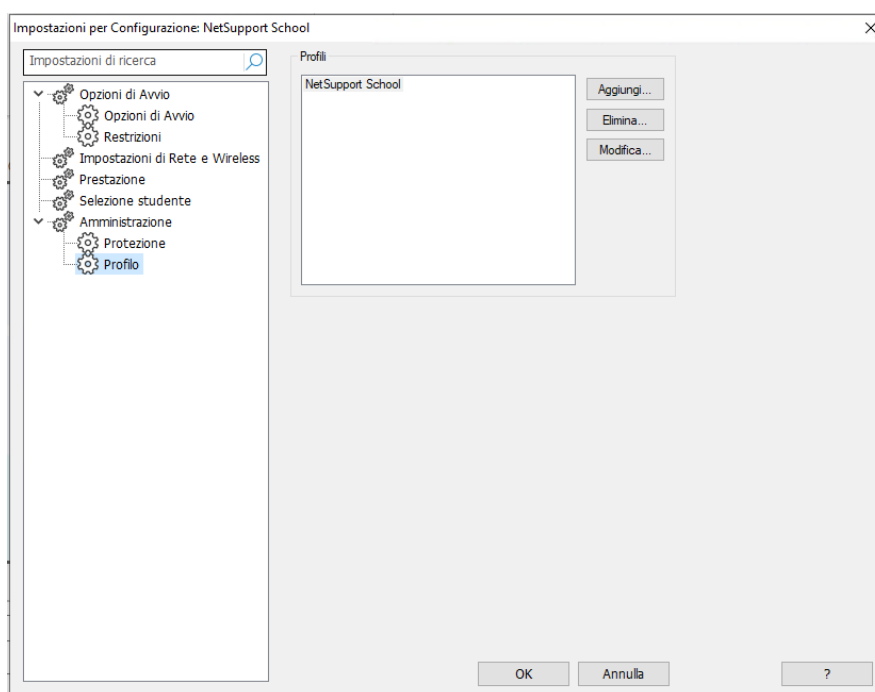 Impostazioni per Configurazione: NetSupport School
Impostazioni di ricerca
Opzioni di Avvio
Opzioni di Avvio
Restrizioni
Impostazioni di Rete e Wireless
Prestazione
Selezione studente
Amministrazione
Protezione
Profilo
Profili
NetSupport School
Aggiungi...
Elimina...
Modifica...
OK
Annulla
?